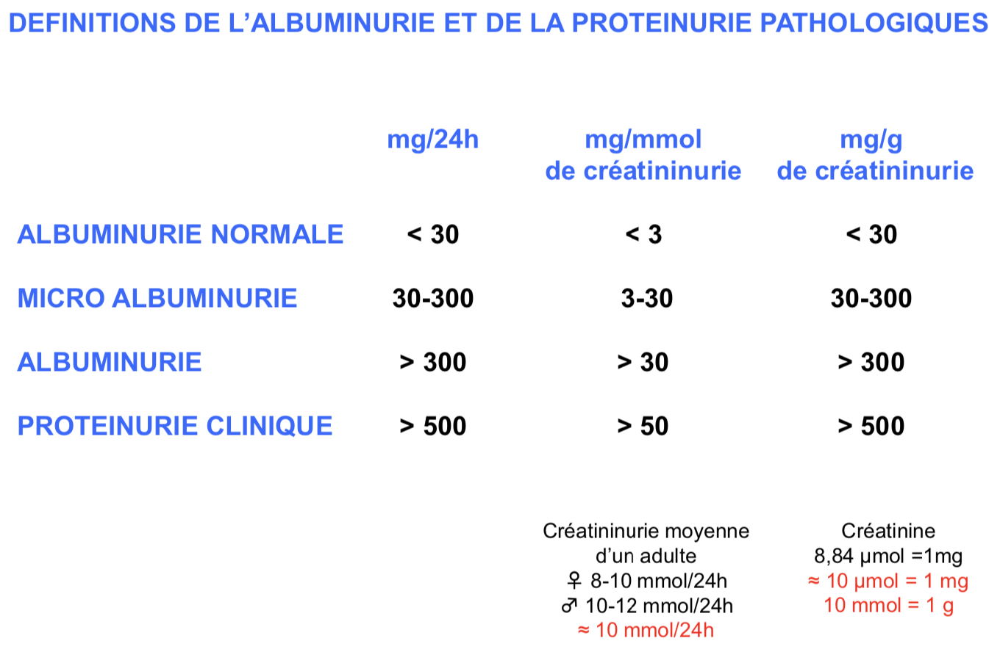 DEFINITIONS DE L’ALBUMINURIE ET DE LA PROTEINURIE PATHOLOGIQUES
mg/24h mg/mmol mg/g
de créatininurie de créatininurie
ALBUMINURIE NORMALE < 30 < 3 < 30
MICRO ALBUMINURIE 30-300 3-30 30-300
ALBUMINURIE > 300 > 30 > 300
PROTEINURIE CLINIQUE > 500 > 50 > 500
Créatininurie moyenne
d’un adulte
♀ 8-10 mmol/24h
♂ 10-12 mmol/24h
≈ 10 mmol/24h
Créatinine
8,84 µmol =1mg
≈ 10 µmol = 1 mg
10 mmol = 1 g